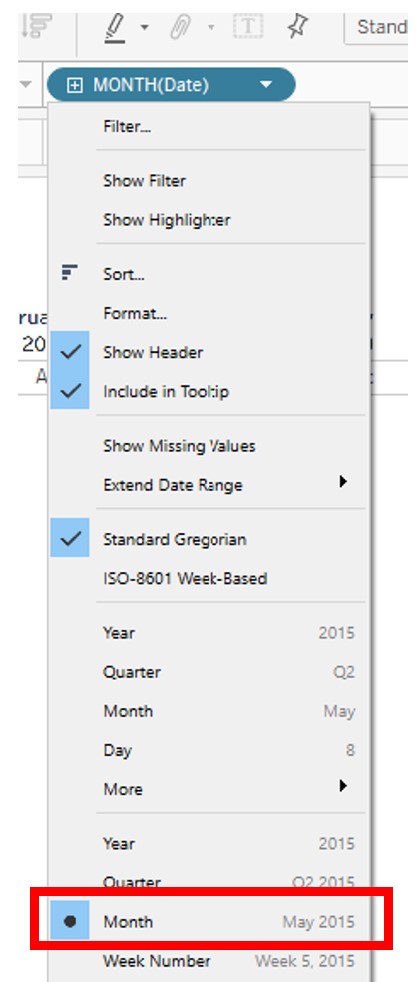 Stand
MONTH(Date)
Filter...
Show Filter
Show Highlighter
Sort...
Format...
rua
Show Header
20
Include in Tooltip
A
Show Missing Values
Extend Date Range
Standard Gregorian
ISO-8601 Week-Based
Year 2015
Quarter Q2
Month May
Day 8
More
Year 2015
Quarter Q2 2015
Month May 2015
Week Number Week 5, 2015